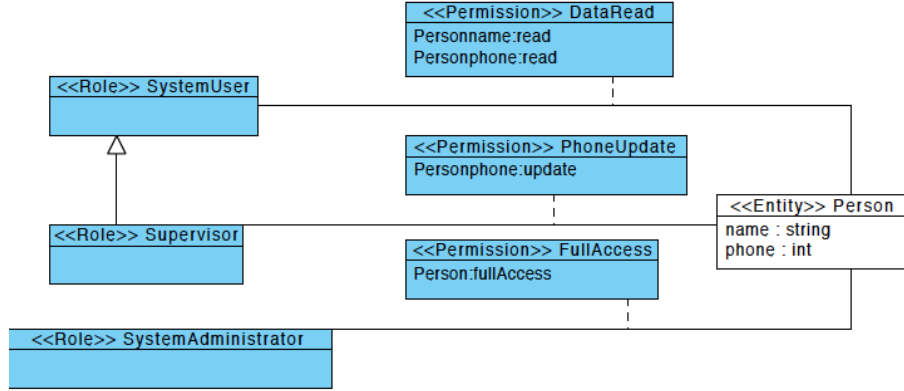 <<Permission>> DataRead
Personname:read
Personphone:read
<<Role>> SystemUser
<<Permission>> PhoneUpdate
Personphone:update
<<Entity>> Person
name : string
phone : int
<<Role>> Supervisor
<<Permission>> FullAccess
Person:fullAccess
<<Role>> SystemAdministrator